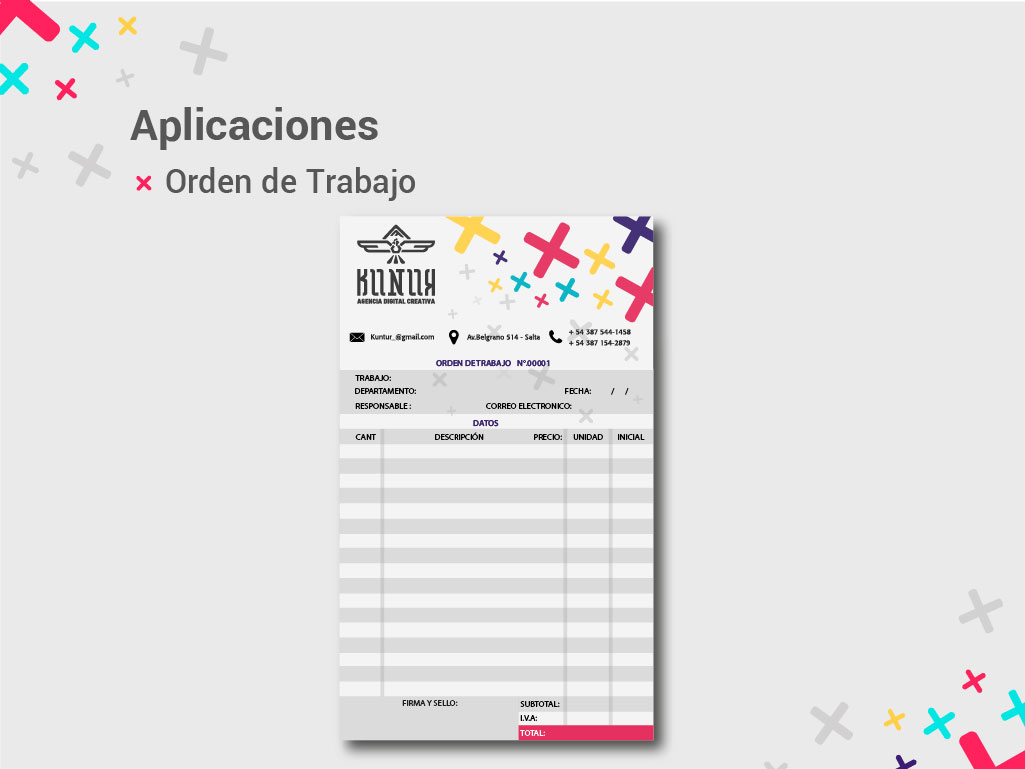 Aplicaciones
Orden de Trabajo
KUNTUR
AGENCIA DIGITAL CREATIVA
Kuntur_@gmail.com
Av.Belgrano 514 - Salta
+ 54 387 544-1458
+ 54 387 154-2879
ORDEN DETRABAJO N°.00001
TRABAJO:
DEPARTAMENTO: FECHA: / /
RESPONSABLE : CORREO ELECTRONICO:
DATOS
CANT DESCRIPCIÓN PRECIO: UNIDAD INICIAL
FIRMA Y SELLO: SUBTOTAL:
I.V.A:
TOTAL: